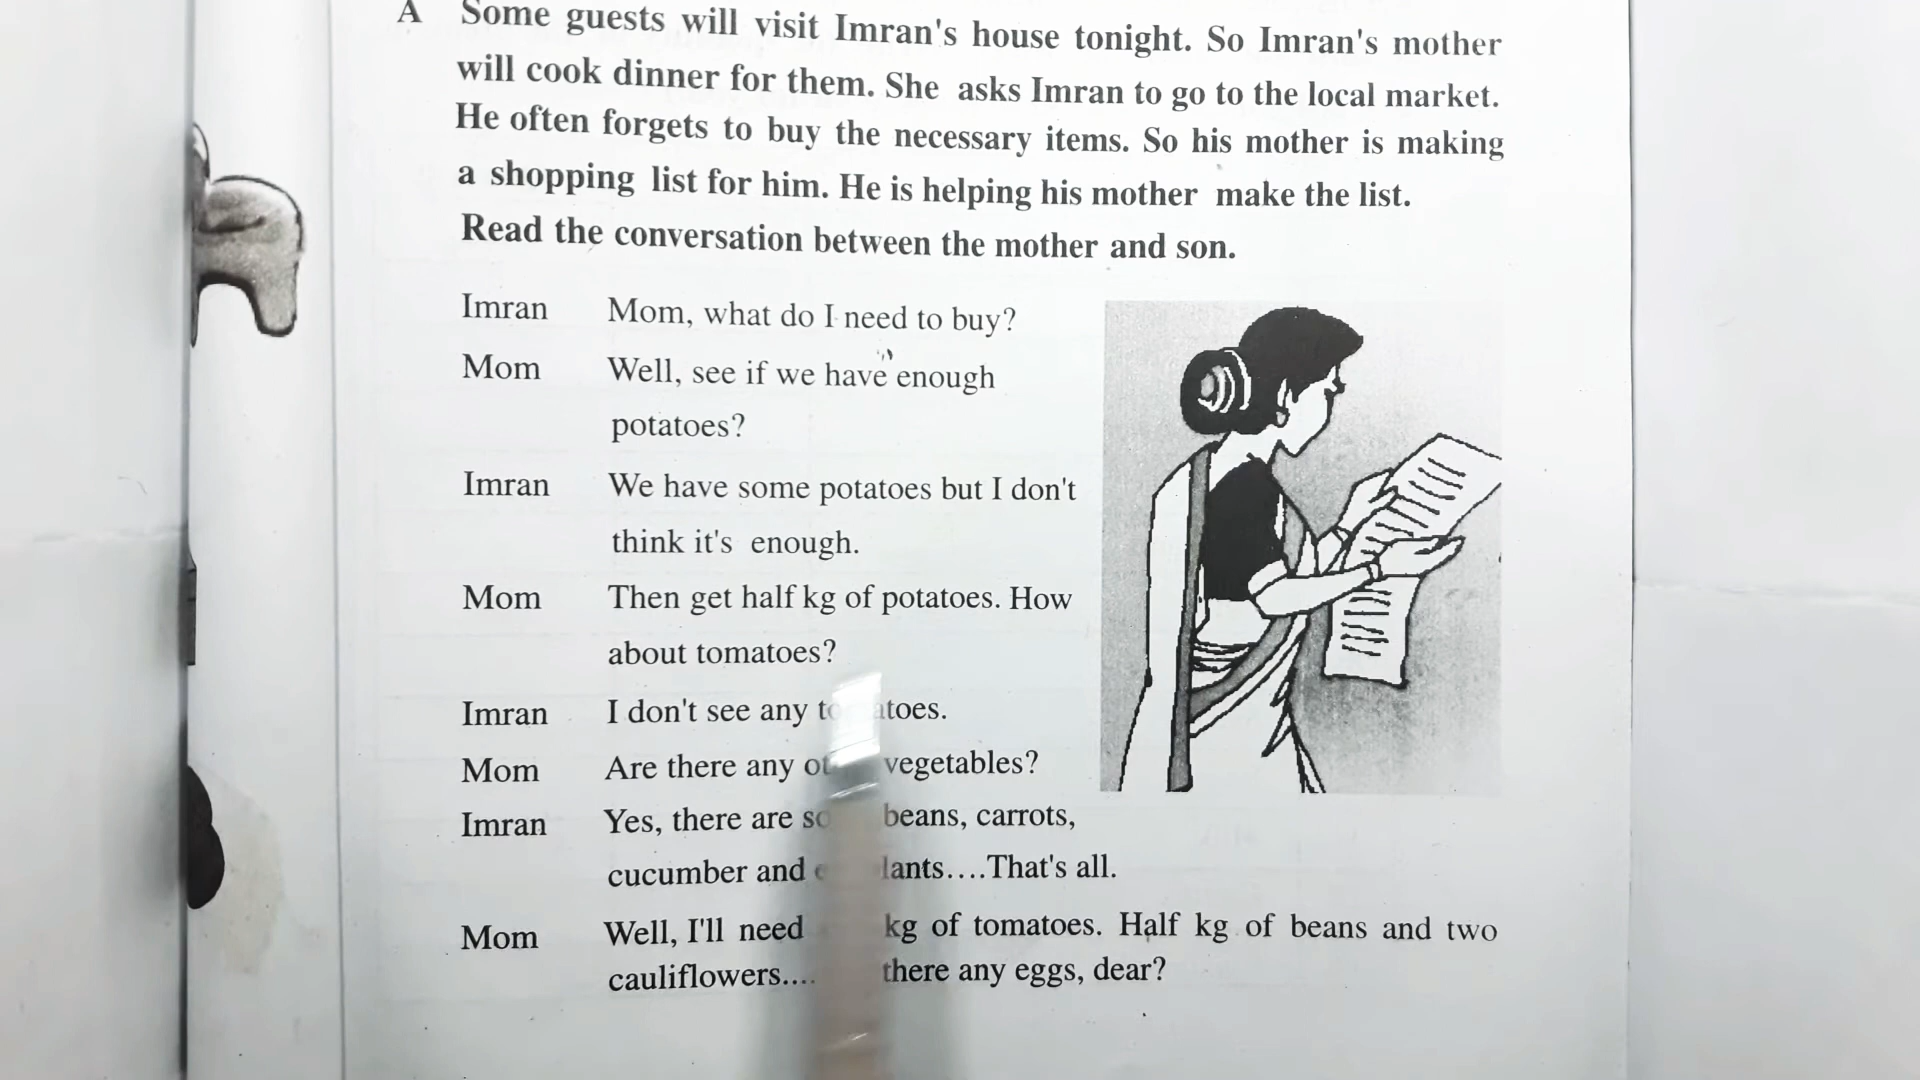 A Some guests will visit Imran's house tonight. So Imran's mother
will cook dinner for them. She asks Imran to go to the local market.
He often forgets to buy the necessary items. So his mother is making
a shopping list for him. He is helping his mother make the list.
Read the conversation between the mother and son.
Imran Mom, what do I need to buy?
Mom Well, see if we have enough
potatoes?
Imran We have some potatoes but I don't
think it's enough.
Mom Then get half kg of potatoes. How
about tomatoes?
Imran I don't see any
Mom Are there any vegetables?
Imran Yes, there are beans, carrots,
cucumber and ....That's all.
Mom Well, I'll need kg of tomatoes. Half kg of beans and two
cauliflowers.... there any eggs, dear?